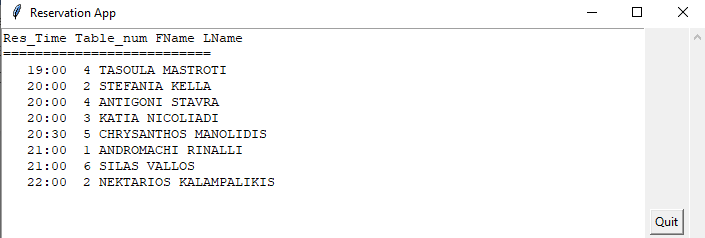 Reservation App
Res_Time Table_num FName LName
==========================
19:00 4 TASOULA MASTROTI
20:00 2 STEFANIA KELLA
20:00 4 ANTIGONI STAVRA
20:00 3 KATIA NICOLIADI
20:30 5 CHRYSANTHOS MANOLIDIS
21:00 1 ANDROMACHI RINALLI
21:00 6 SILAS VALLOS
22:00 2 NEKTARIOS KALAMPALIKIS
Quit